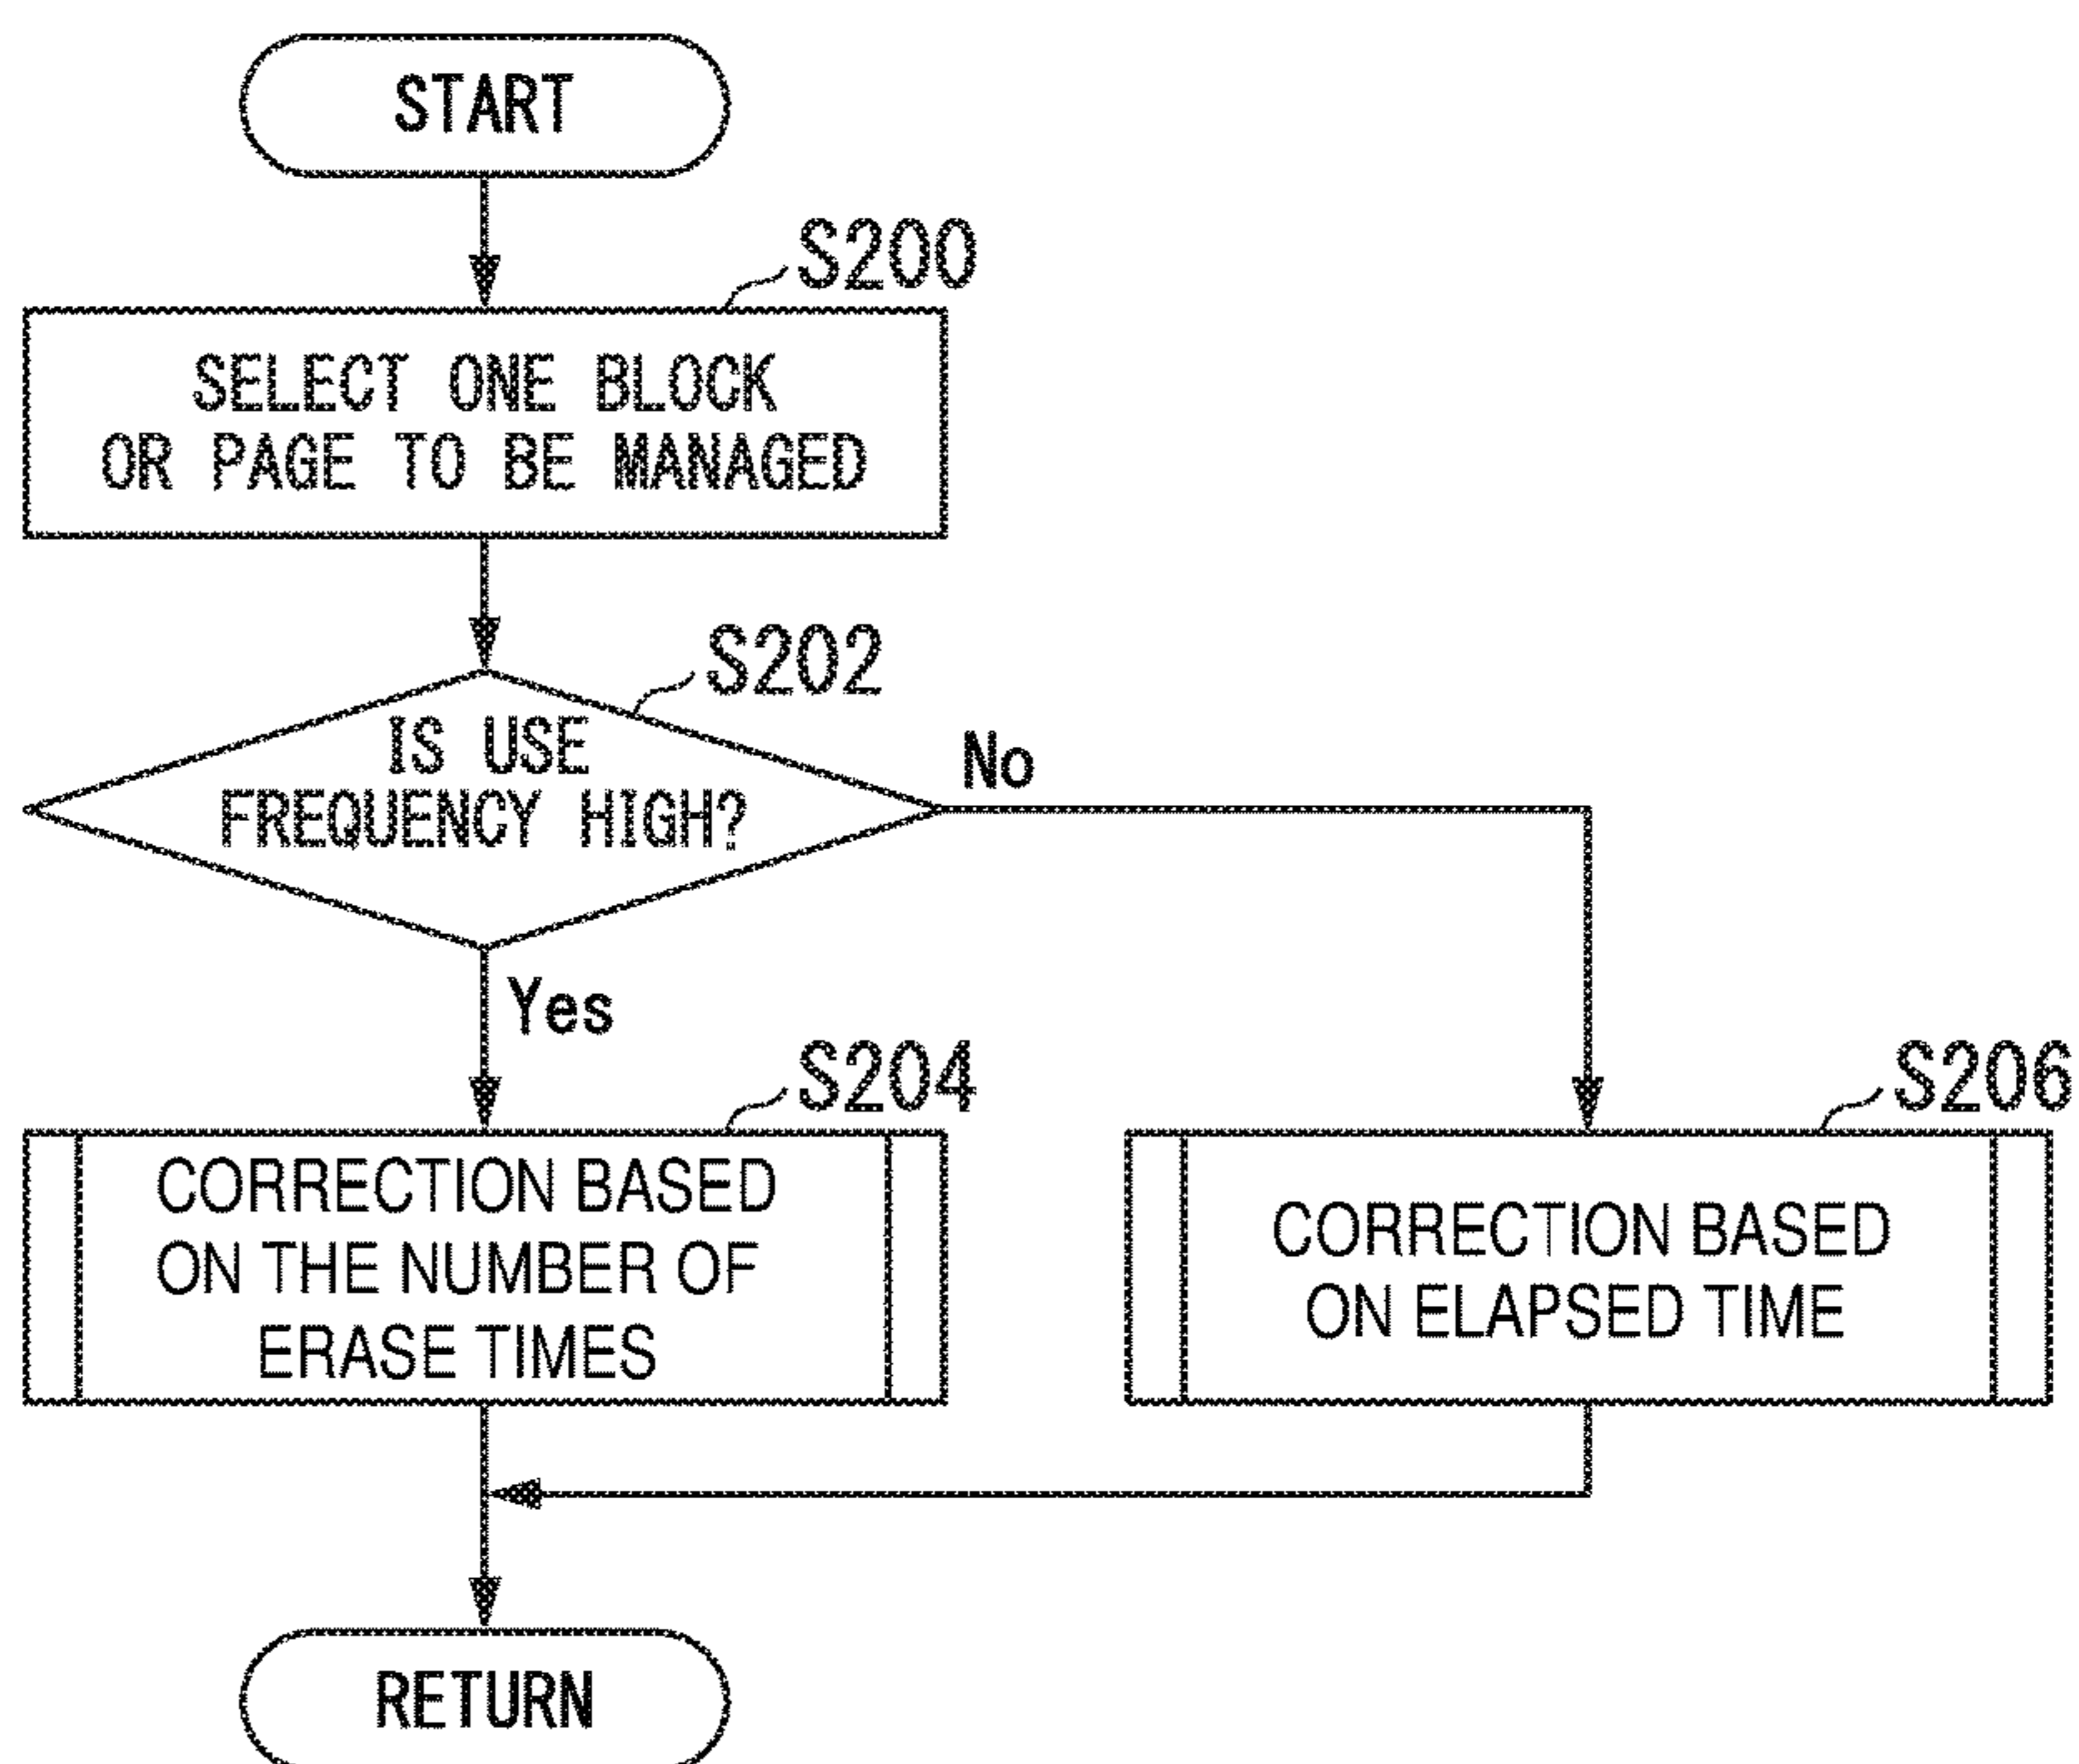 START
S200
SELECT ONE BLOCK
OR PAGE TO BE MANAGED
S202
IS USE
FREQUENCY HIGH?
No
Yes
S204
CORRECTION BASED
ON THE NUMBER OF
ERASE TIMES
S206
CORRECTION BASED
ON ELAPSED TIME
RETURN